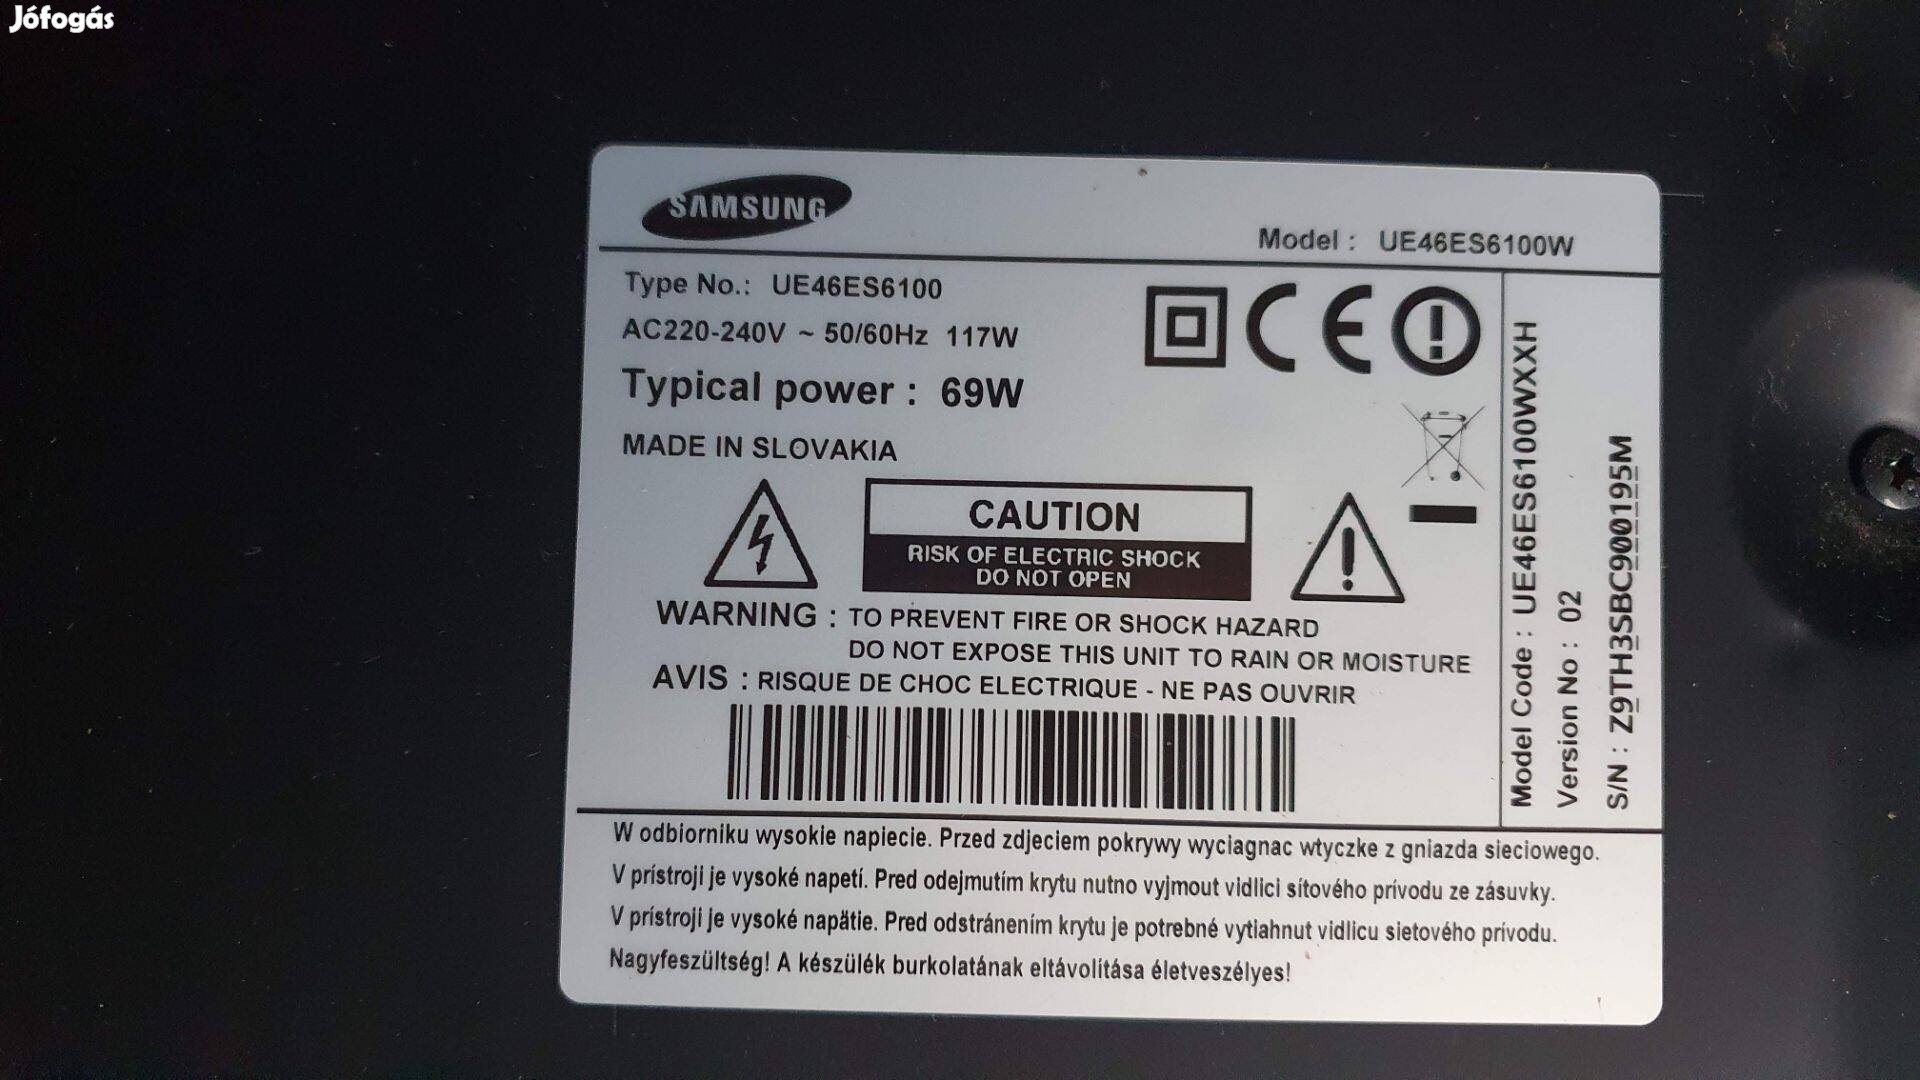 Jófogás
SAMSUNG
Model : UE46ES6100W
Type No.: UE46ES6100
AC220-240V ~ 50/60Hz 117W
Typical power : 69W
MADE IN SLOVAKIA
CAUTION
RISK OF ELECTRIC SHOCK
DO NOT OPEN
WARNING : TO PREVENT FIRE OR SHOCK HAZARD
DO NOT EXPOSE THIS UNIT TO RAIN OR MOISTURE
AVIS : RISQUE DE CHOC ELECTRIQUE - NE PAS OUVRIR
Model Code : UE46ES6100WXXH
Version No : 02
S/N : Z9TH3SBC900195M
W odbiorniku wysokie napiecie. Przed zdjeciem pokrywy wyciagnac wtyczke z gniazda sieciowego.
V prístroji je vysoké napetí. Pred odejmutím krytu nutno vyjmout vidlici sítového prívodu ze zásuvky.
V prístroji je vysoké napätie. Pred odstránením krytu je potrebné vytiahnut vidlicu sietového prívodu.
Nagyfeszültség! A készülék burkolatának eltávolítása életveszélyes!